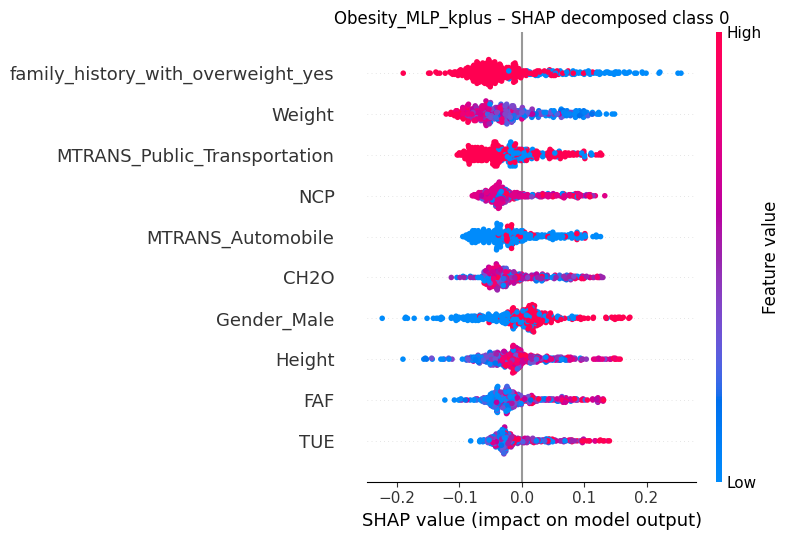 Obesity_MLP_kplus – SHAP decomposed class 0
High
family_history_with_overweight_yes
Weight
MTRANS_Public_Transportation
NCP
MTRANS_Automobile
CH2O
Gender_Male
Height
FAF
TUE
Feature value
Low
−0.2 −0.1 0.0 0.1 0.2
SHAP value (impact on model output)